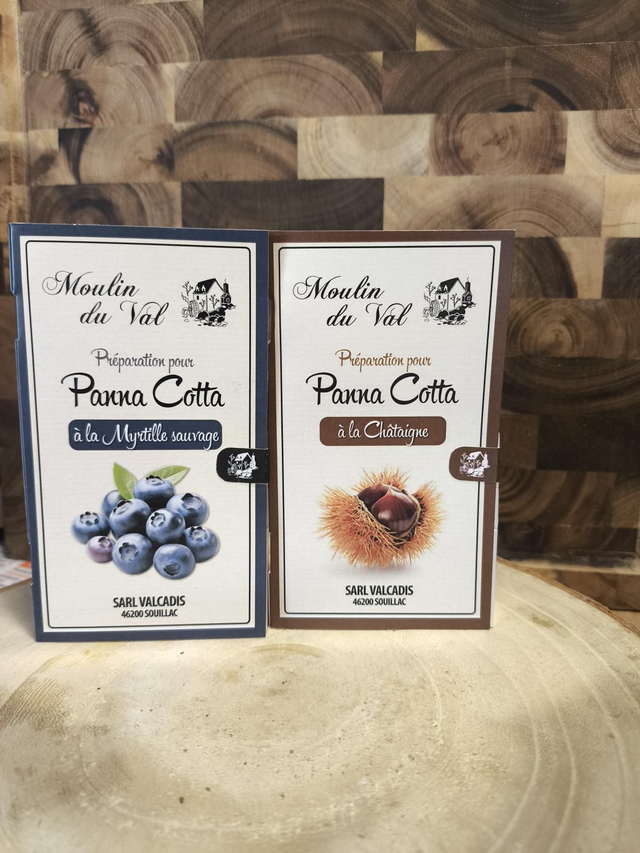 Moulin
du Val
Préparation pour
Panna Cotta
à la Myrtille sauvage
SARL VALCADIS
46200 SOUILLAC
Moulin
du Val
Préparation pour
Panna Cotta
à la Châtaigne
SARL VALCADIS
46200 SOUILLAC